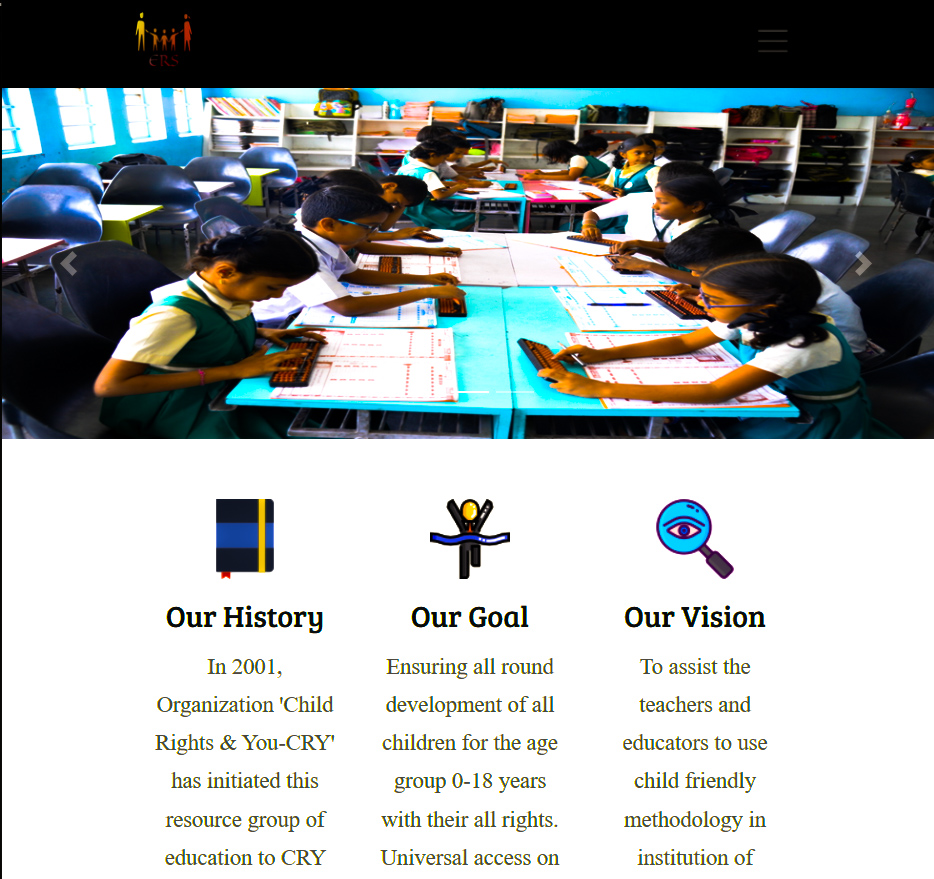 ERS
Our History
In 2001,
Organization 'Child
Rights & You-CRY'
has initiated this
resource group of
education to CRY
Our Goal
Ensuring all round
development of all
children for the age
group 0-18 years
with their all rights.
Universal access on
Our Vision
To assist the
teachers and
educators to use
child friendly
methodology in
institution of